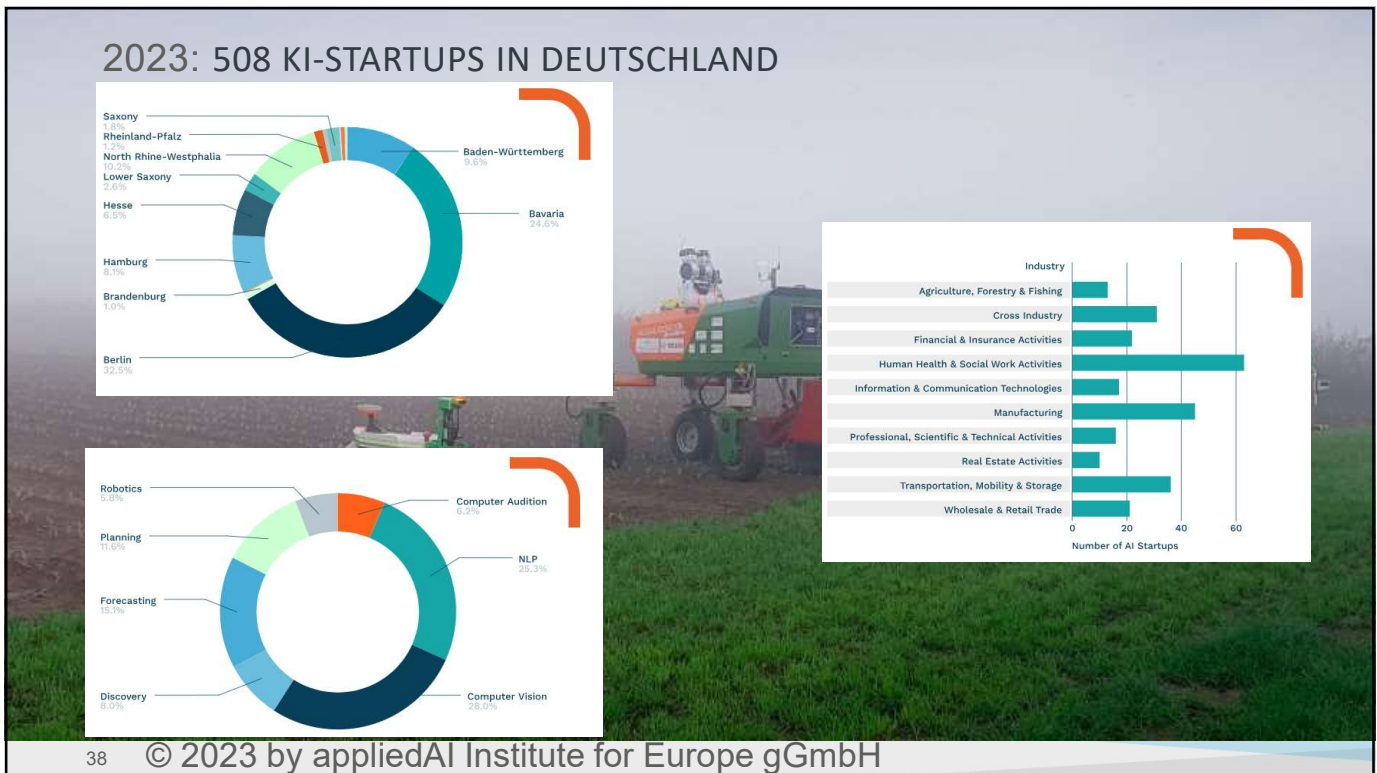 2023: 508 KI-STARTUPS IN DEUTSCHLAND
Saxony
1.8%
Rheinland-Pfalz
1.2%
North Rhine-Westphalia
10.2%
Lower Saxony
2.6%
Hesse
6.5%
Hamburg
8.1%
Brandenburg
1.0%
Berlin
32.5%
Baden-Württemberg
9.6%
Bavaria
24.6%
Industry
Agriculture, Forestry & Fishing
Cross Industry
Financial & Insurance Activities
Human Health & Social Work Activities
Information & Communication Technologies
Manufacturing
Professional, Scientific & Technical Activities
Real Estate Activities
Transportation, Mobility & Storage
Wholesale & Retail Trade
0 20 40 60
Number of AI Startups
Robotics
5.8%
Planning
11.6%
Forecasting
15.1%
Discovery
8.0%
Computer Audition
6.2%
NLP
25.3%
Computer Vision
28.0%
38 © 2023 by appliedAI Institute for Europe gGmbH